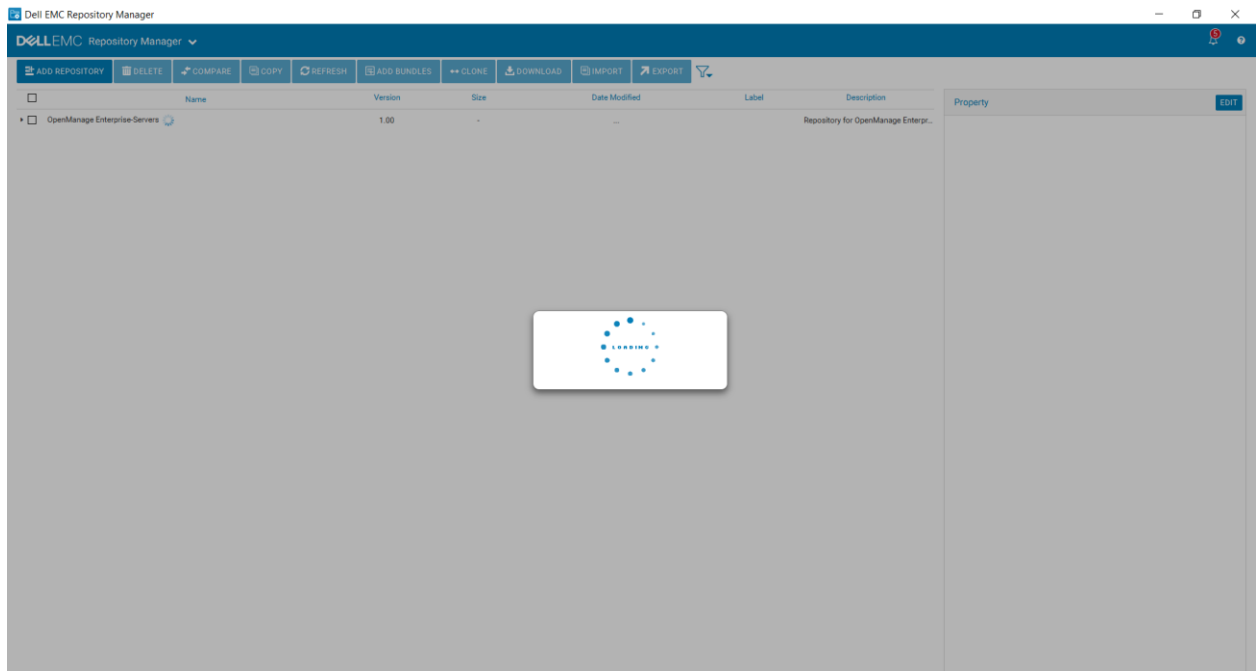 Dell EMC Repository Manager
DELLEMC Repository Manager
5
ADD REPOSITORY DELETE COMPARE COPY REFRESH ADD BUNDLES CLONE DOWNLOAD IMPORT EXPORT
Name Version Size Date Modified Label Description
Property EDIT
OpenManage Enterprise-Servers 1.00 - ... Repository for OpenManage Enterpr...
LOADING